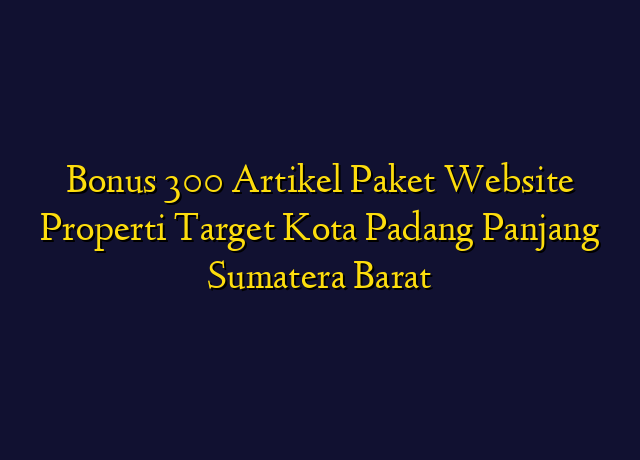 Bonus 300 Artikel Paket Website
Properti Target Kota Padang Panjang
Sumatera Barat